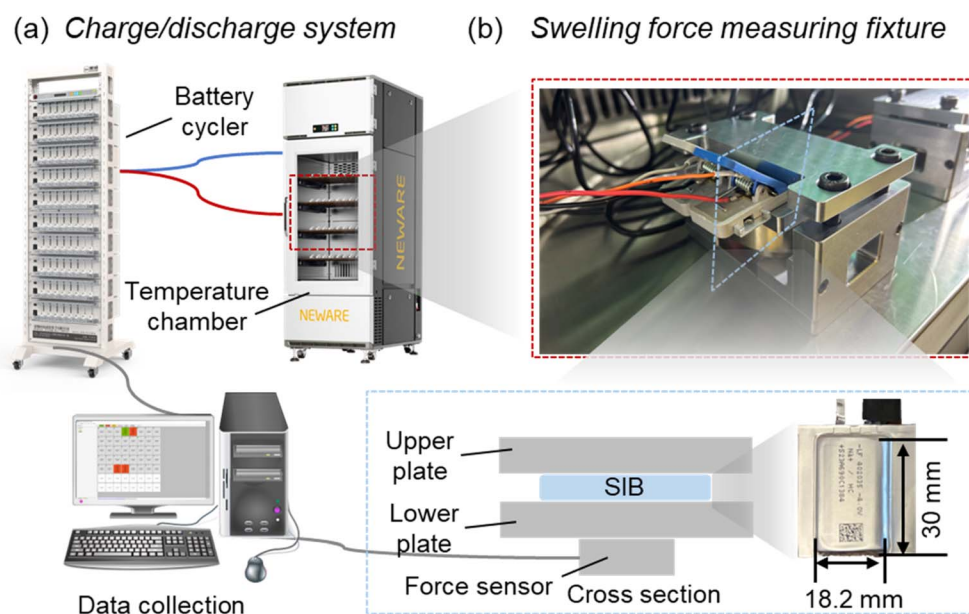 (a) Charge/discharge system
(b) Swelling force measuring fixture
Battery
cycler
Temperature
chamber
NEWARE
NEWARE
Upper
plate
SIB
Lower
plate
Force sensor
Cross section
30 mm
18.2 mm
Data collection